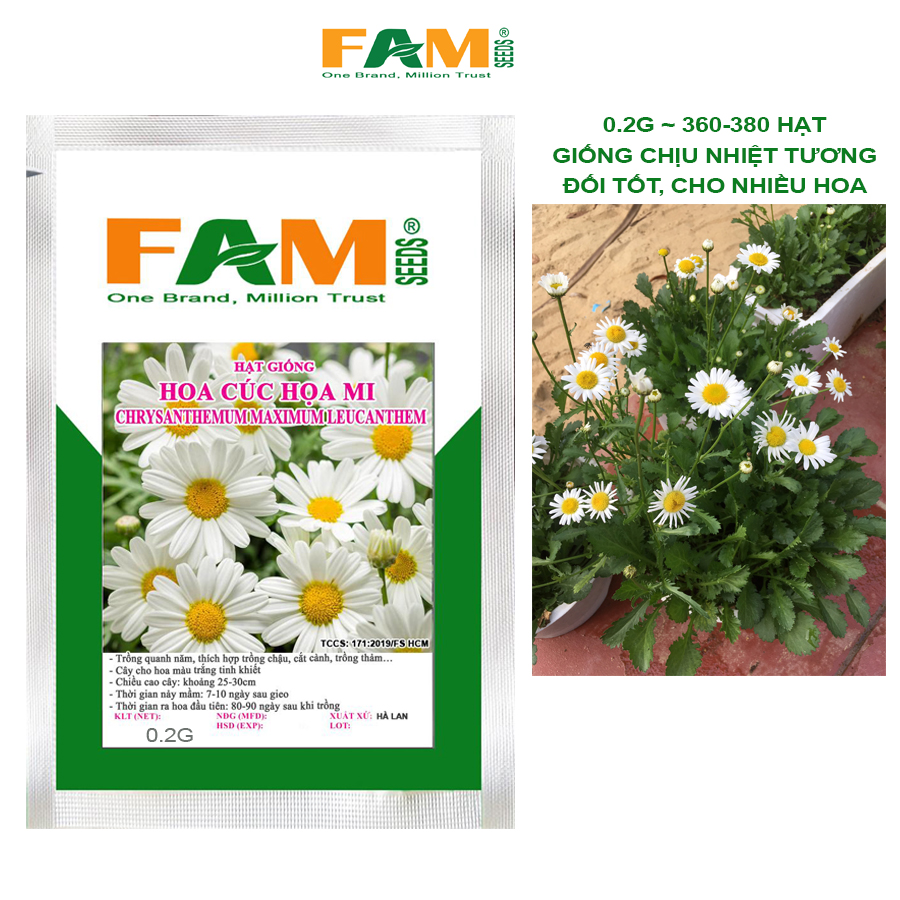 FAM SEEDS®
One Brand, Million Trust
0.2G ~ 360-380 HẠT
GIỐNG CHỊU NHIỆT TƯƠNG
ĐỐI TỐT, CHO NHIỀU HOA
FAM SEEDS®
One Brand, Million Trust
HẠT GIỐNG
HOA CÚC HỌA MI
CHRYSANTHEMUM MAXIMUM LEUCANTHEM
TCCS: 171:2019/FS HCM
- Trồng quanh năm, thích hợp trồng chậu, cắt cành, trồng thảm...
- Cây cho hoa màu trắng tinh khiết
- Chiều cao cây: khoảng 25-30cm
- Thời gian nảy mầm: 7-10 ngày sau gieo
- Thời gian ra hoa đầu tiên: 80-90 ngày sau khi trồng
KLT (NET): NĐG (MFD): XUẤT XỨ: HÀ LAN
HSD (EXP): LOT:
0.2G